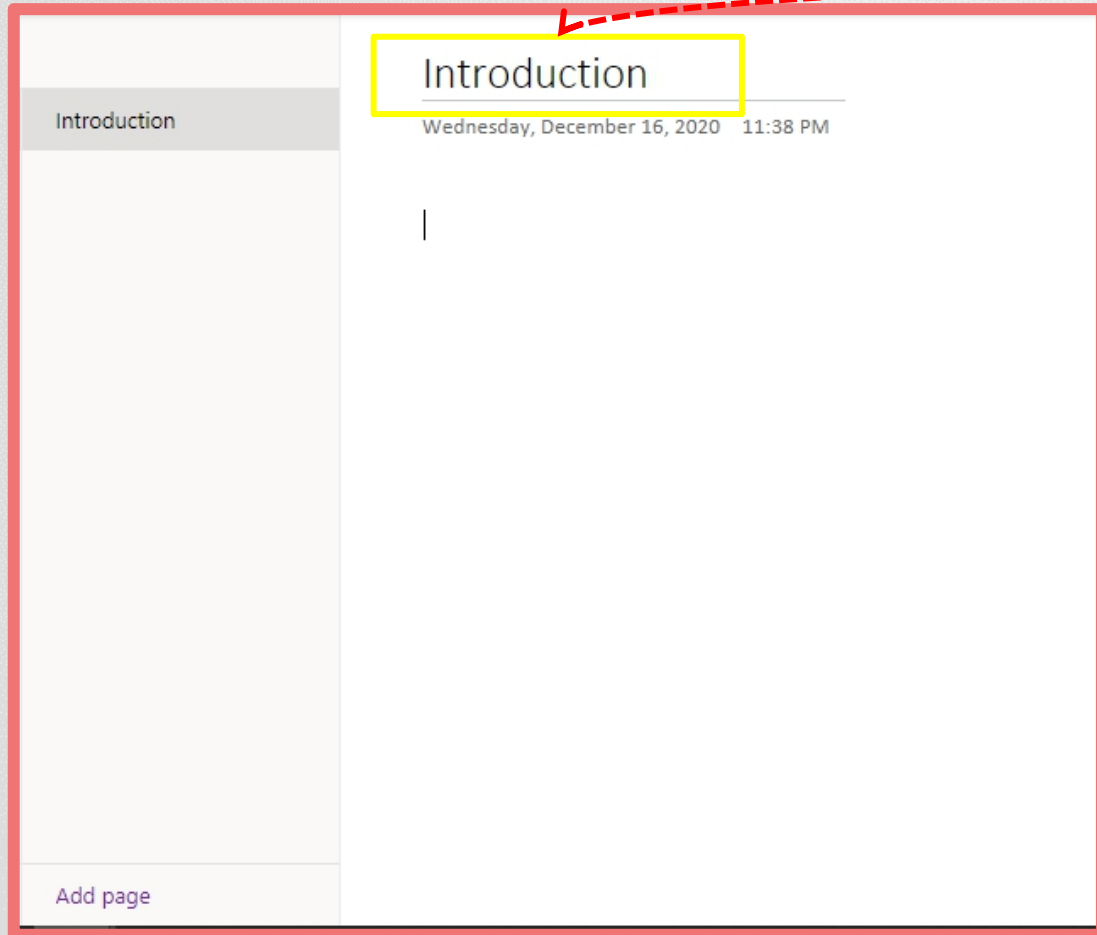 Introduction
Introduction
Wednesday, December 16, 2020 11:38 PM
Add page